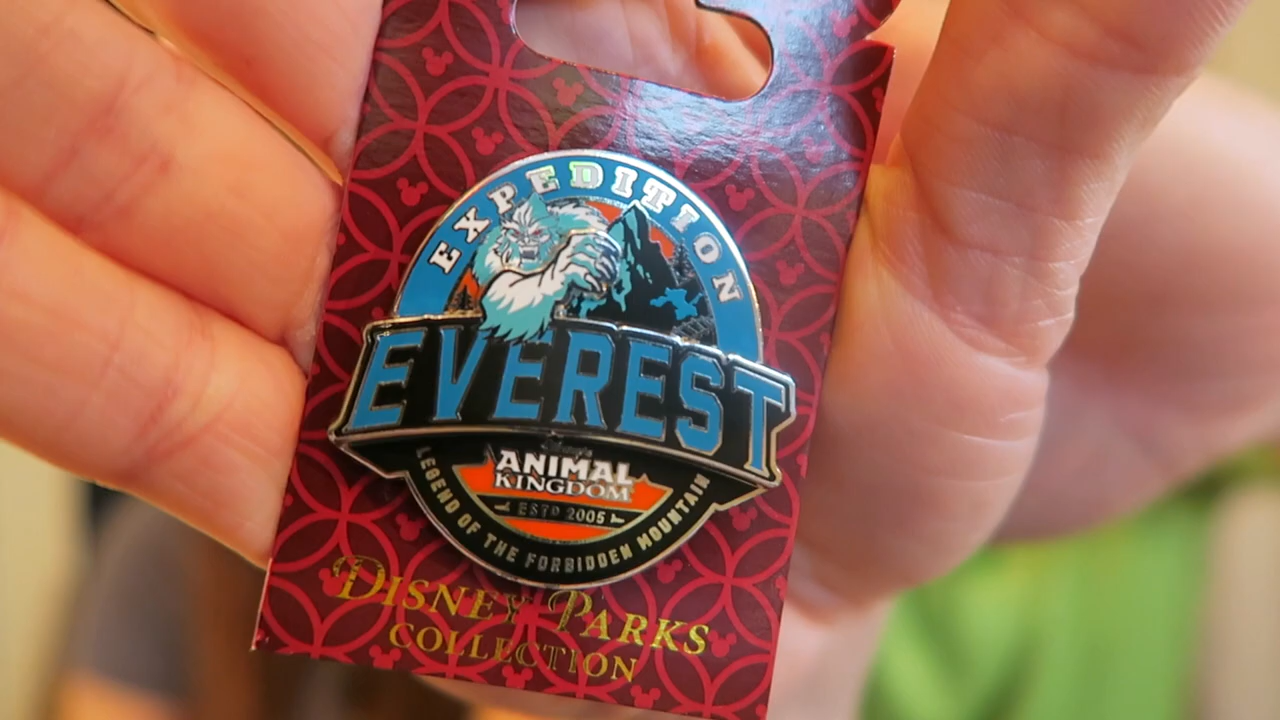 EXPEDITION
EVEREST
Disney's
ANIMAL
KINGDOM
ESTD 2005
LEGEND OF THE FORBIDDEN MOUNTAIN
DISNEY PARKS
COLLECTION